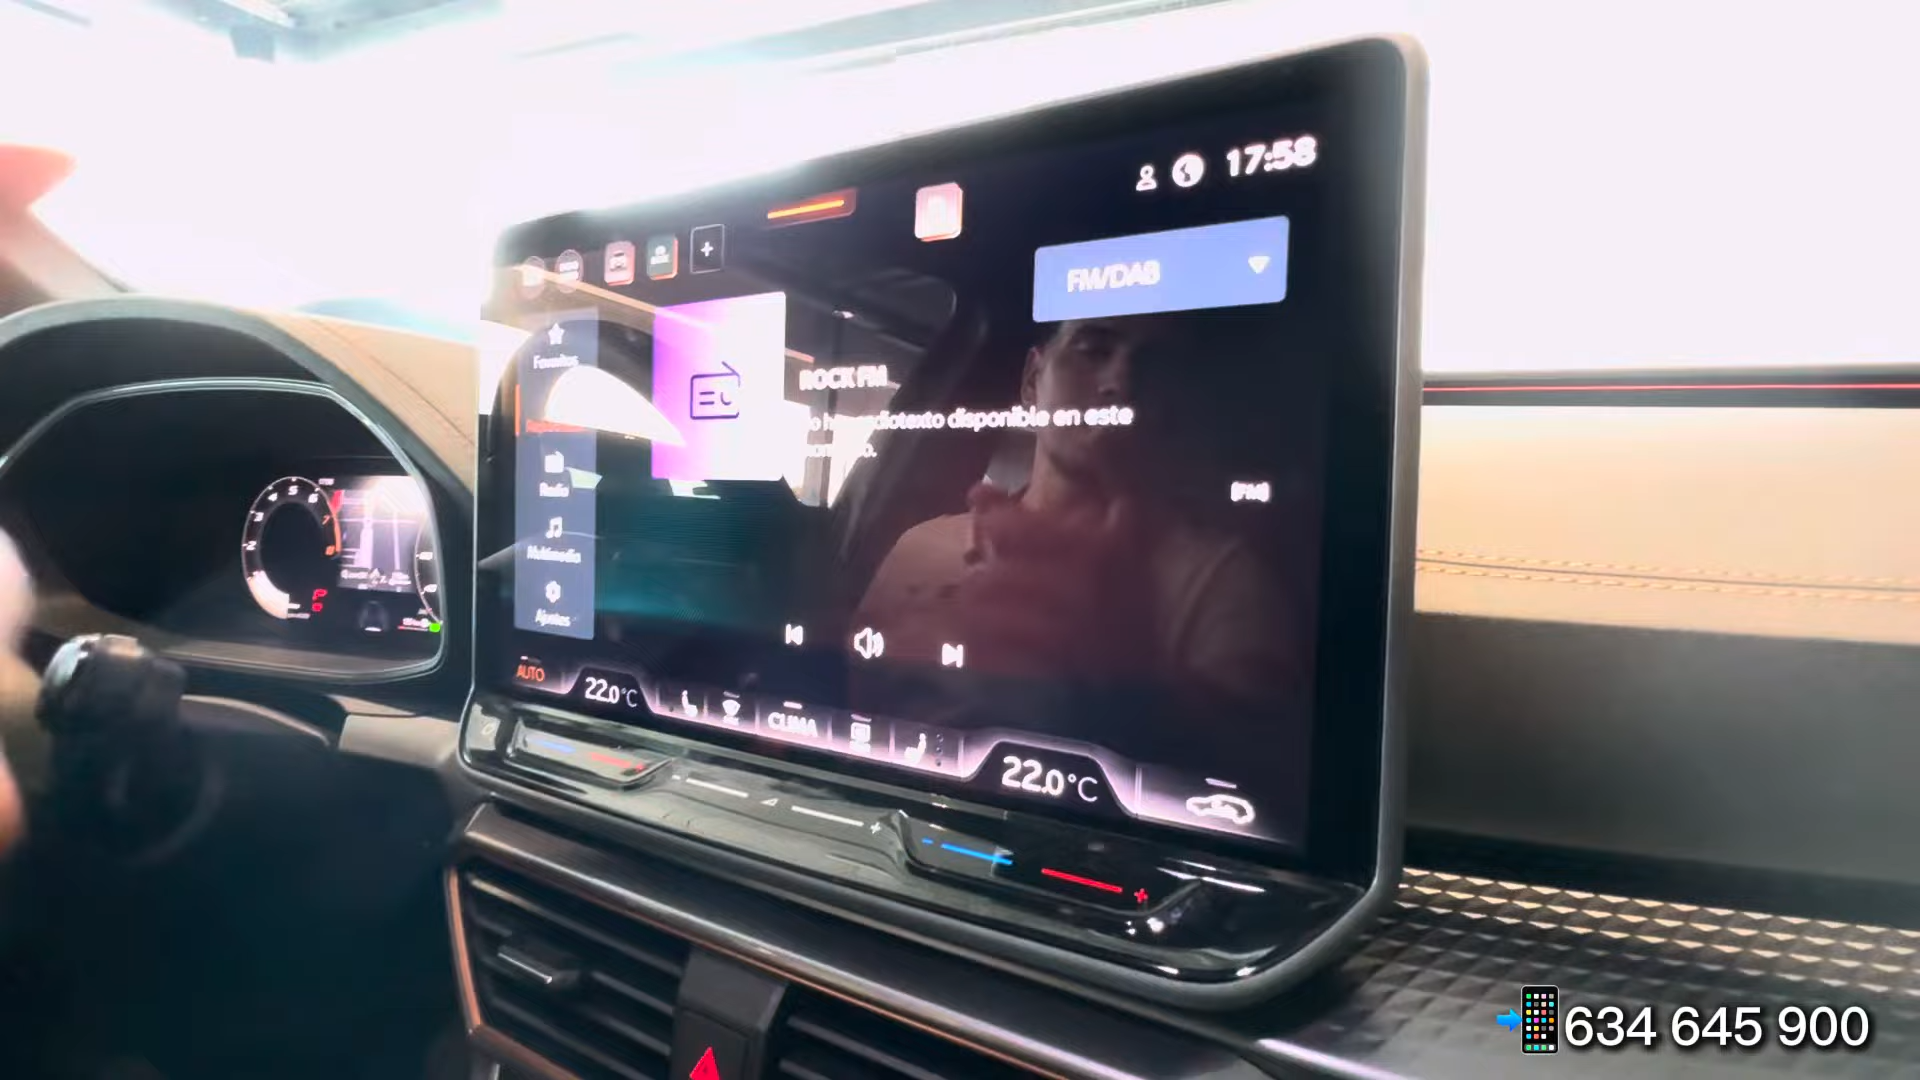 17:58
FM/DAB
Favoritos
ROCK FM
disponible en este
Radio
(FM)
Multimedia
Ajustes
AUTO
22.0°C
CLIMA
22.0°C
634 645 900